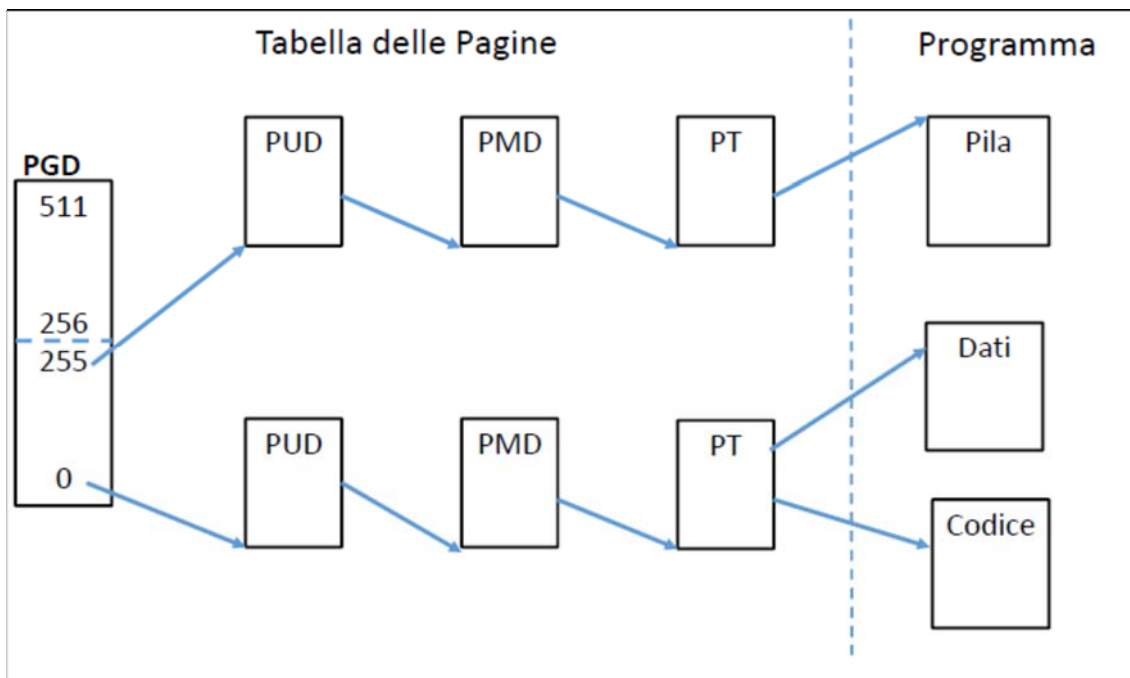 Tabella delle Pagine
Programma
PGD
511
256
255
0
PUD
PMD
PT
Pila
PUD
PMD
PT
Dati
Codice